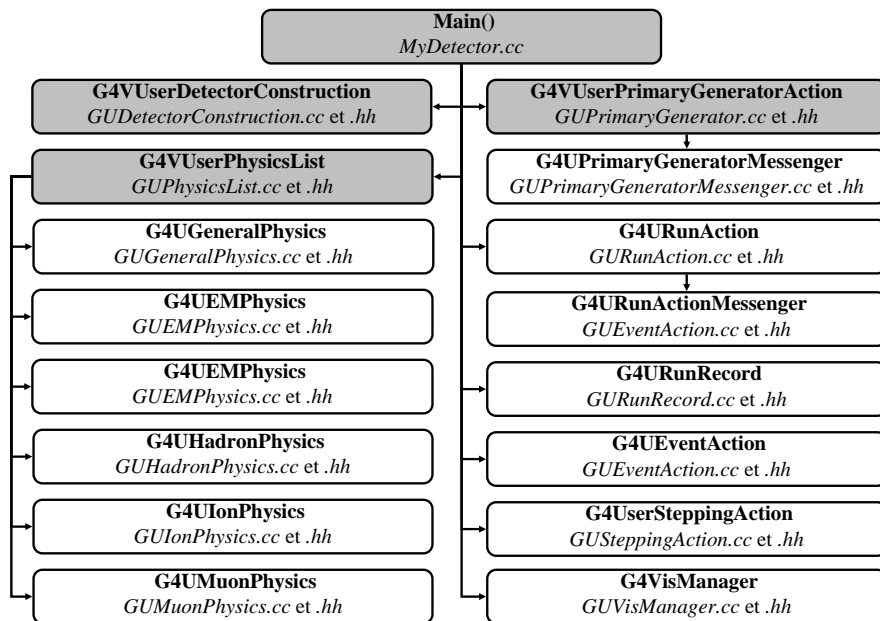 Main()
MyDetector.cc
G4VUserDetectorConstruction
GUDetectorConstruction.cc et .hh
G4VUserPrimaryGeneratorAction
GUPrimaryGenerator.cc et .hh
G4VUserPhysicsList
GUPhysicsList.cc et .hh
G4UPrimaryGeneratorMessenger
GUPrimaryGeneratorMessenger.cc et .hh
G4UGeneralPhysics
GUGeneralPhysics.cc et .hh
G4URunAction
GURunAction.cc et .hh
G4UEMPhysics
GUEMPhysics.cc et .hh
G4URunActionMessenger
GUEventAction.cc et .hh
G4UEMPhysics
GUEMPhysics.cc et .hh
G4URunRecord
GURunRecord.cc et .hh
G4UHadronPhysics
GUHadronPhysics.cc et .hh
G4UEventAction
GUEventAction.cc et .hh
G4UIonPhysics
GUIonPhysics.cc et .hh
G4UserSteppingAction
GUSteppingAction.cc et .hh
G4UMuonPhysics
GUMuonPhysics.cc et .hh
G4VisManager
GUVisManager.cc et .hh